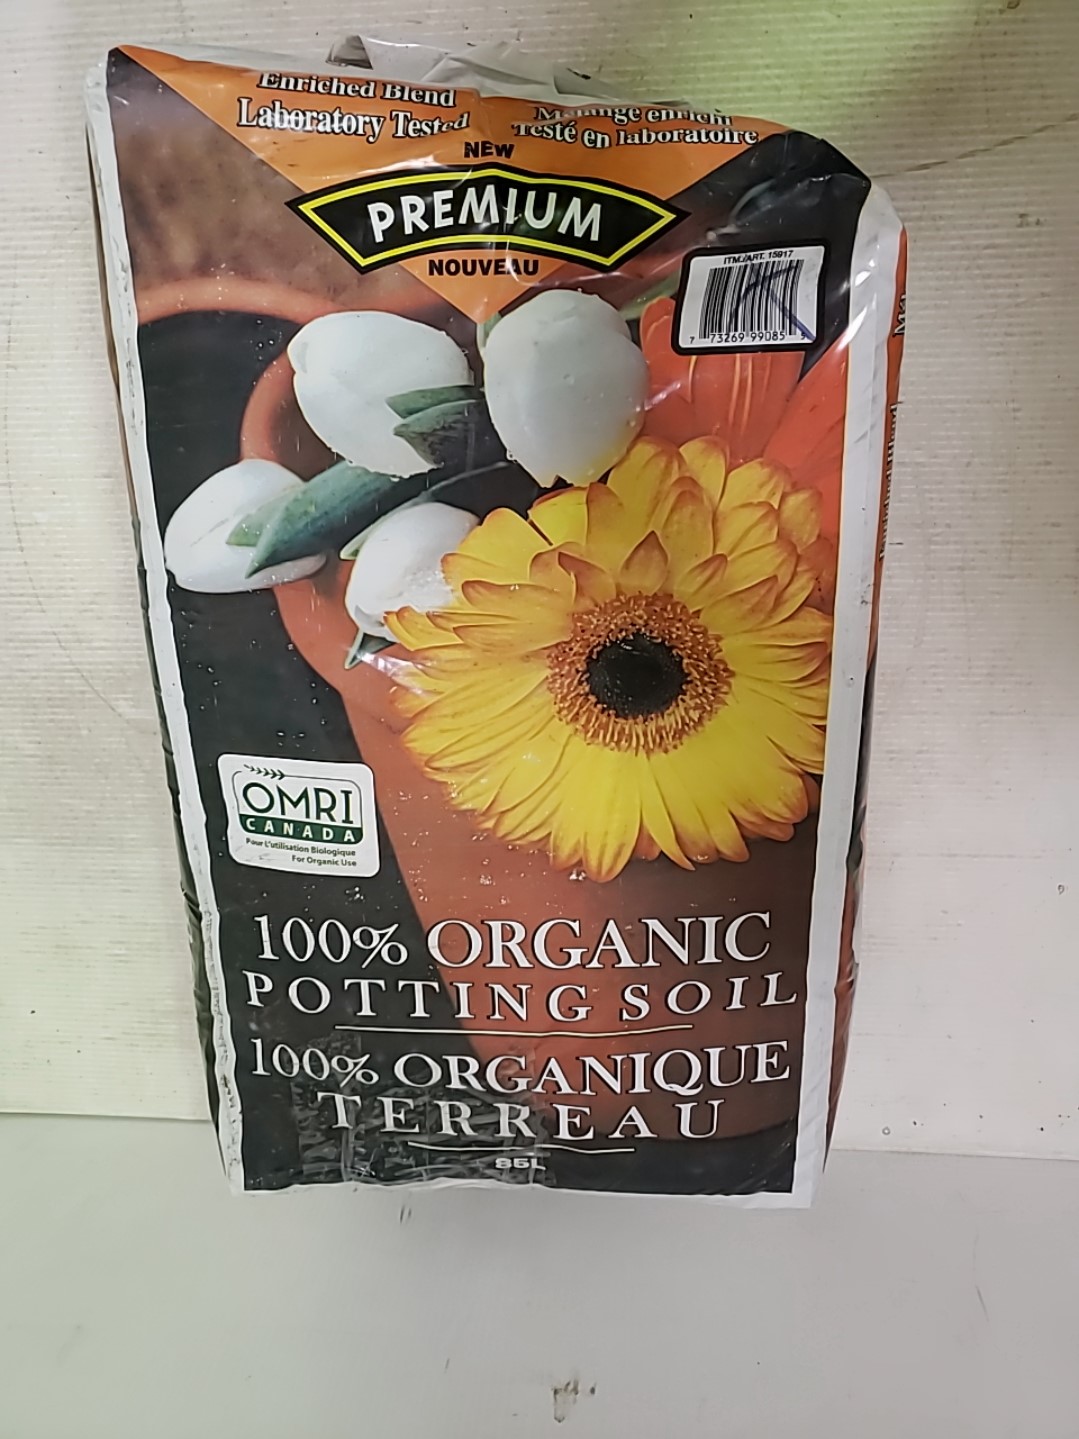 Enriched Blend
Laboratory Tested
Mélange enrichi
Testé en laboratoire
NEW
PREMIUM
NOUVEAU
ITM./ART. 15917
7 73269 99085 5
OMRI
CANADA
Pour L'utilisation Biologique
For Organic Use
100% ORGANIC
POTTING SOIL
100% ORGANIQUE
TERREAU
85L